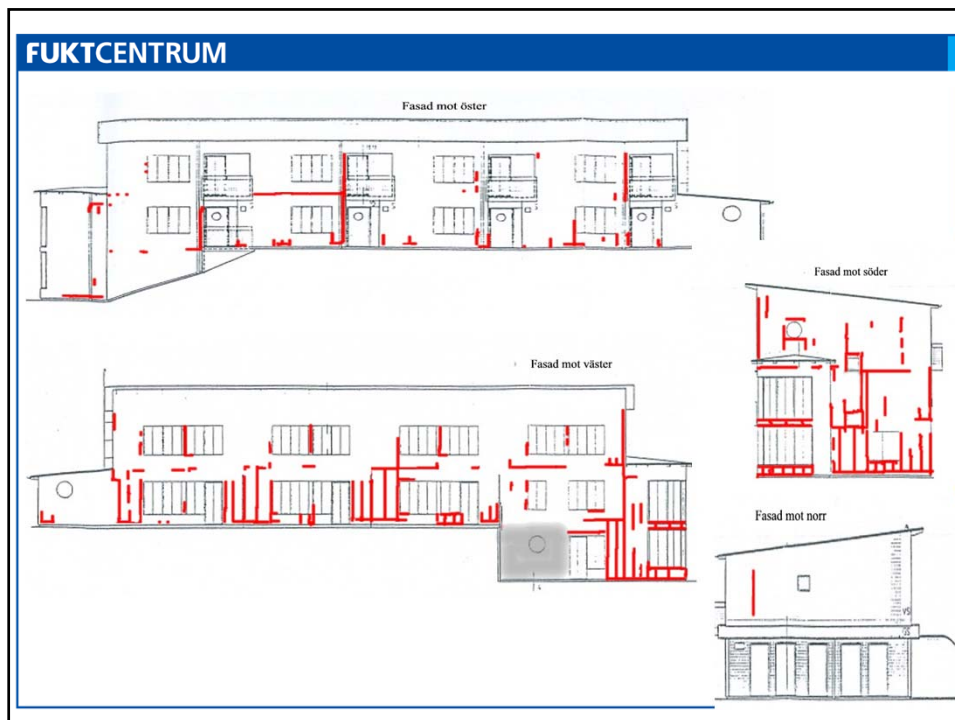 FUKTCENTRUM
Fasad mot öster
Fasad mot söder
Fasad mot väster
Fasad mot norr